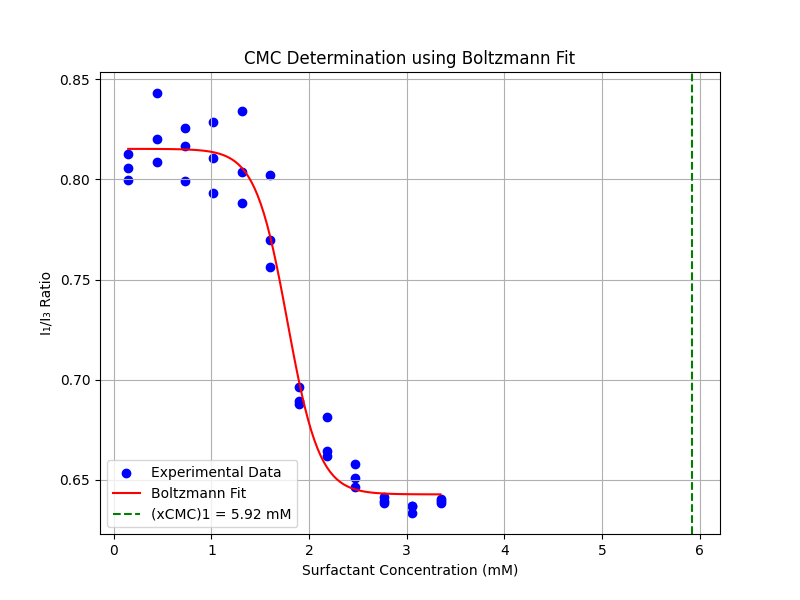 CMC Determination using Boltzmann Fit
0.85
0.80
0.75
0.70
0.65
I₁/I₃ Ratio
Experimental Data
Boltzmann Fit
(xCMC)1 = 5.92 mM
0 1 2 3 4 5 6
Surfactant Concentration (mM)